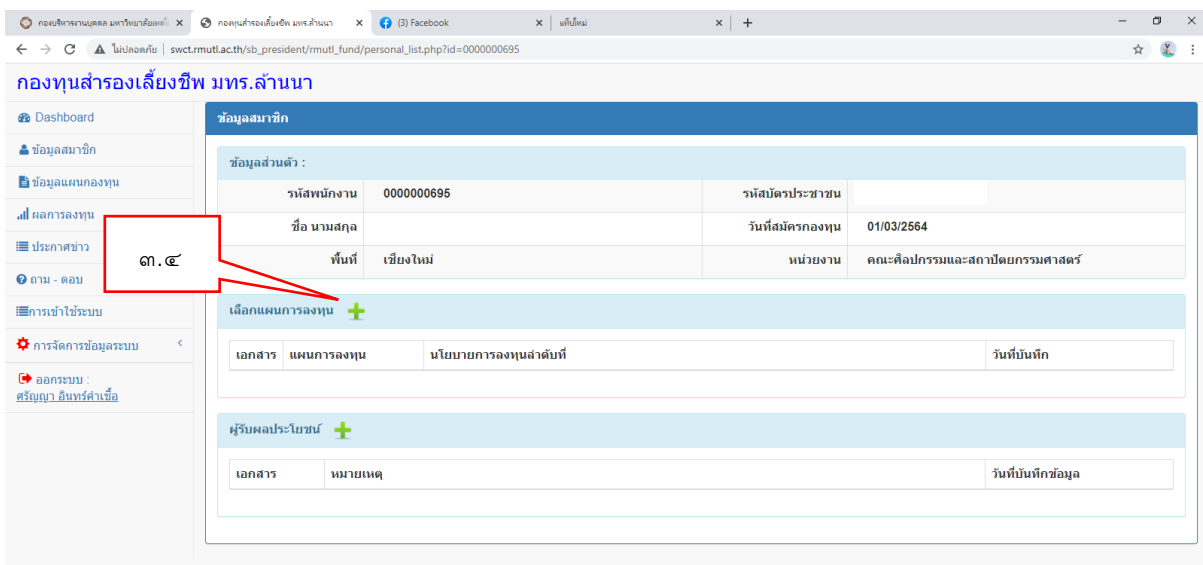 กองบริหารงานบุคคล มหาวิทยาลัยเทคโ
กองทุนสำรองเลี้ยงชีพ มทร.ล้านนา
(3) Facebook
แท็บใหม่
ไม่ปลอดภัย | swct.rmutl.ac.th/sb_president/rmutl_fund/personal_list.php?id=0000000695
กองทุนสำรองเลี้ยงชีพ มทร.ล้านนา
Dashboard
ข้อมูลสมาชิก
ข้อมูลแผนกองทุน
ผลการลงทุน
ประกาศข่าว
ถาม - ตอบ
การเข้าใช้ระบบ
การจัดการข้อมูลระบบ
ออกระบบ :
ศรัญญา อินทร์คำเชื้อ
๓.๔
ข้อมูลสมาชิก
ข้อมูลส่วนตัว :
รหัสพนักงาน 0000000695 รหัสบัตรประชาชน
ชื่อ นามสกุล วันที่สมัครกองทุน 01/03/2564
พื้นที่ เชียงใหม่ หน่วยงาน คณะศิลปกรรมและสถาปัตยกรรมศาสตร์
เลือกแผนการลงทุน
เอกสาร แผนการลงทุน นโยบายการลงทุนลำดับที่ วันที่บันทึก
ผู้รับผลประโยชน์
เอกสาร หมายเหตุ วันที่บันทึกข้อมูล